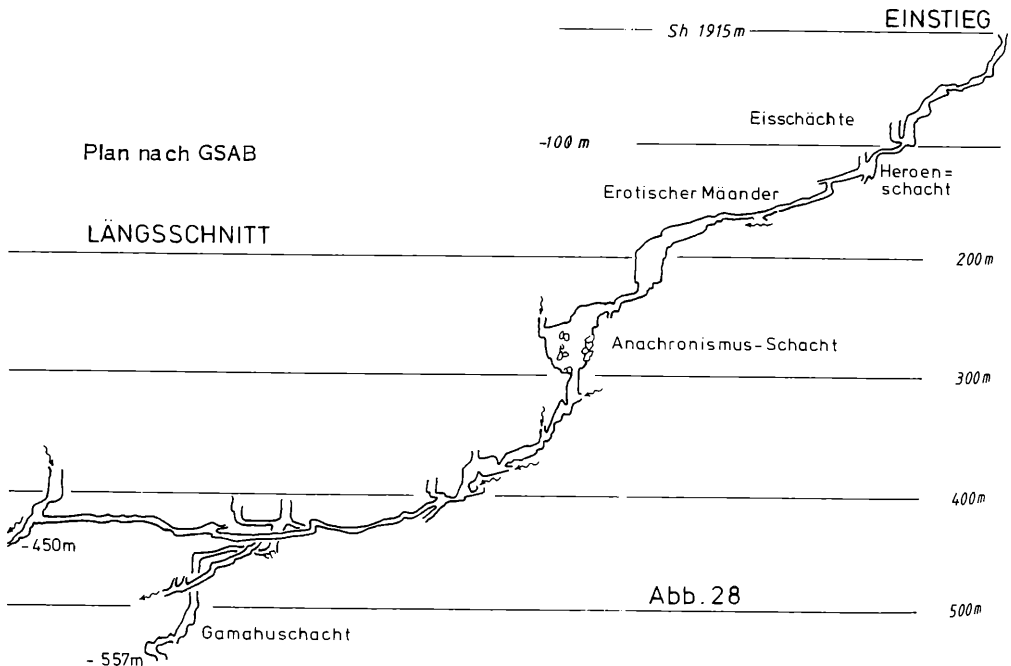 EINSTIEG
Sh 1915m
Eisschächte
-100 m
Plan nach GSAB
Heroen=
schacht
Erotischer Mäander
LÄNGSSCHNITT
200m
Anachronismus-Schacht
300m
400m
-450m
Abb. 28
500m
Gamahuschacht
- 557m